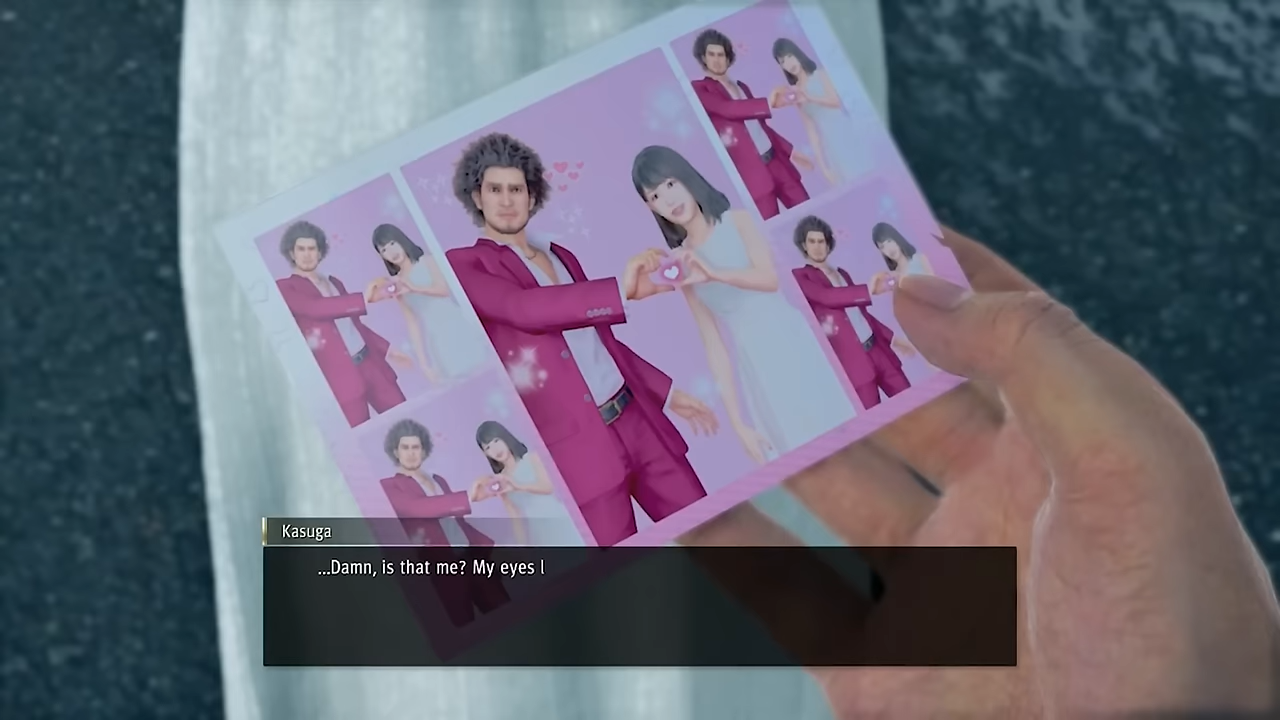 Kasuga
...Damn, is that me? My eyes l